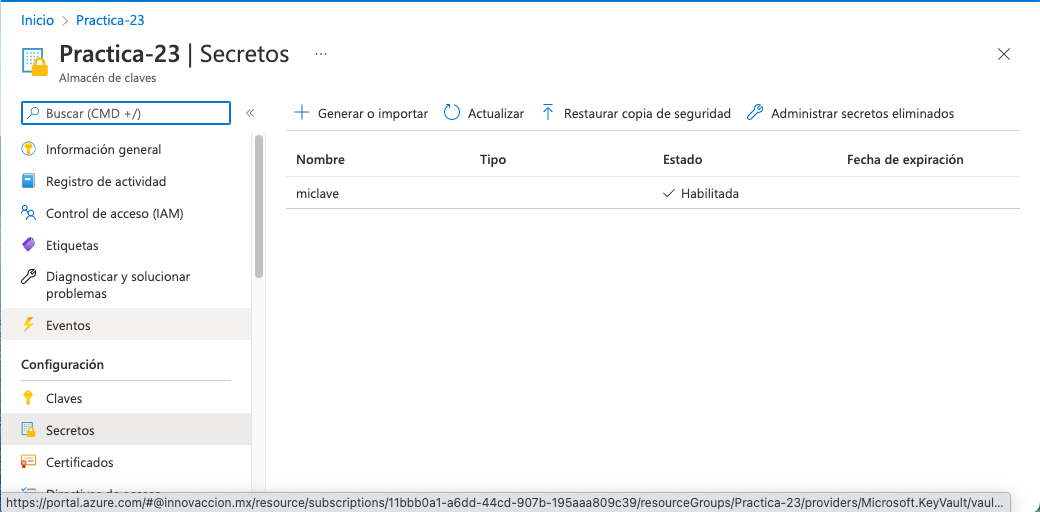 Inicio > Practica-23
Practica-23 | Secretos ...
Almacén de claves
Buscar (CMD +/)
«
Generar o importar Actualizar Restaurar copia de seguridad Administrar secretos eliminados
Información general
Registro de actividad
Control de acceso (IAM)
Etiquetas
Diagnosticar y solucionar
problemas
Eventos
Configuración
Claves
Secretos
Certificados
Nombre Tipo Estado Fecha de expiración
miclave Habilitada
https://portal.azure.com/#@innovaccion.mx/resource/subscriptions/11bbb0a1-a6dd-44cd-907b-195aaa809c39/resourceGroups/Practica-23/providers/Microsoft.KeyVault/vaul...